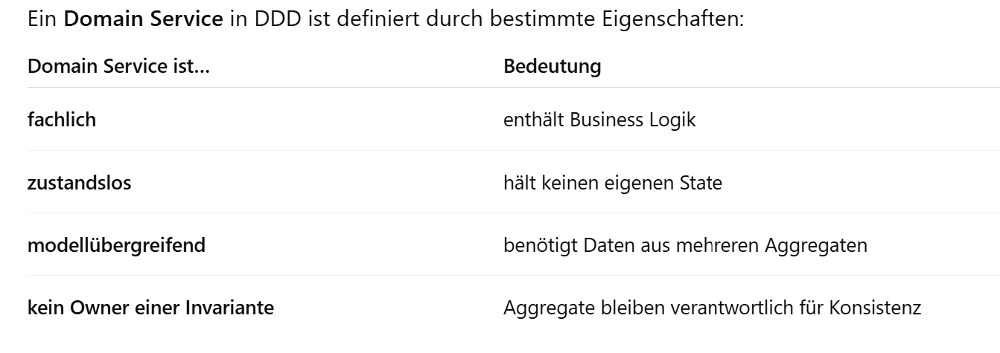 Ein Domain Service in DDD ist definiert durch bestimmte Eigenschaften:
Domain Service ist... Bedeutung
fachlich enthält Business Logik
zustandslos hält keinen eigenen State
modellübergreifend benötigt Daten aus mehreren Aggregaten
kein Owner einer Invariante Aggregate bleiben verantwortlich für Konsistenz